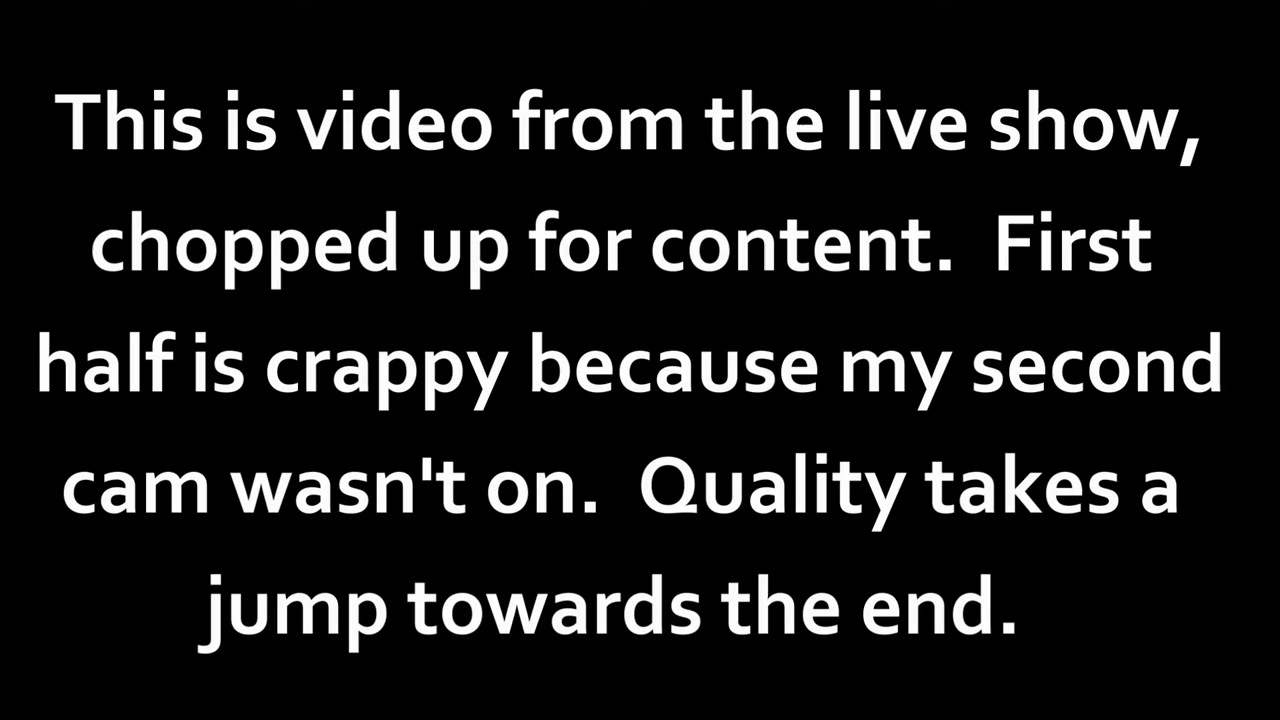 This is video from the live show,
chopped up for content.  First
half is crappy because my second
cam wasn't on.  Quality takes a
jump towards the end.